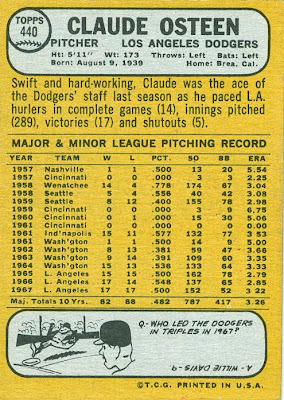 TOPPS
440
CLAUDE OSTEEN
PITCHER LOS ANGELES DODGERS
Ht: 5'11" Wt: 173 Throws: Left Bats: Left
Born: August 9, 1939 Home: Brea, Cal.
Swift and hard-working, Claude was the ace of
the Dodgers' staff last season as he paced L.A.
hurlers in complete games (14), innings pitched
(289), victories (17) and shutouts (5).
MAJOR & MINOR LEAGUE PITCHING RECORD
YEAR TEAM W L PCT. SO BB ERA
1957 Nashville 1 1 .500 13 20 5.54
1957 Cincinnati 0 0 .000 3 3 2.25
1958 Wenatchee 14 4 .778 174 67 3.04
1958 Seattle 5 4 .556 40 42 3.08
1959 Seattle 8 12 .400 155 78 2.98
1959 Cincinnati 0 0 .000 3 9 6.75
1960 Cincinnati 0 1 .000 15 30 5.06
1961 Cincinnati 0 0 .000 0 0 0.00
1961 Ind'napolis 15 11 .577 132 77 3.53
1961 Wash'gton 1 1 .500 14 9 5.00
1962 Wash'gton 8 13 .381 59 47 3.66
1963 Wash'gton 9 14 .391 60 3.35
1964 Wash'gton 15 13 .536 133 64 3.33
1965 L. Angeles 15 15 .500 162 78 2.79
1966 L. Angeles 17 14 .548 137 65 2.85
1967 L. Angeles 17 17 .500 152 52 3.22
Maj. Totals 10 Yrs. 82 88 .482 787 417 3.26
Q-WHO LED THE DODGERS
IN TRIPLES IN 1967?
A-WILLIE DAVIS-9
©T.C.G. PRINTED IN U.S.A.